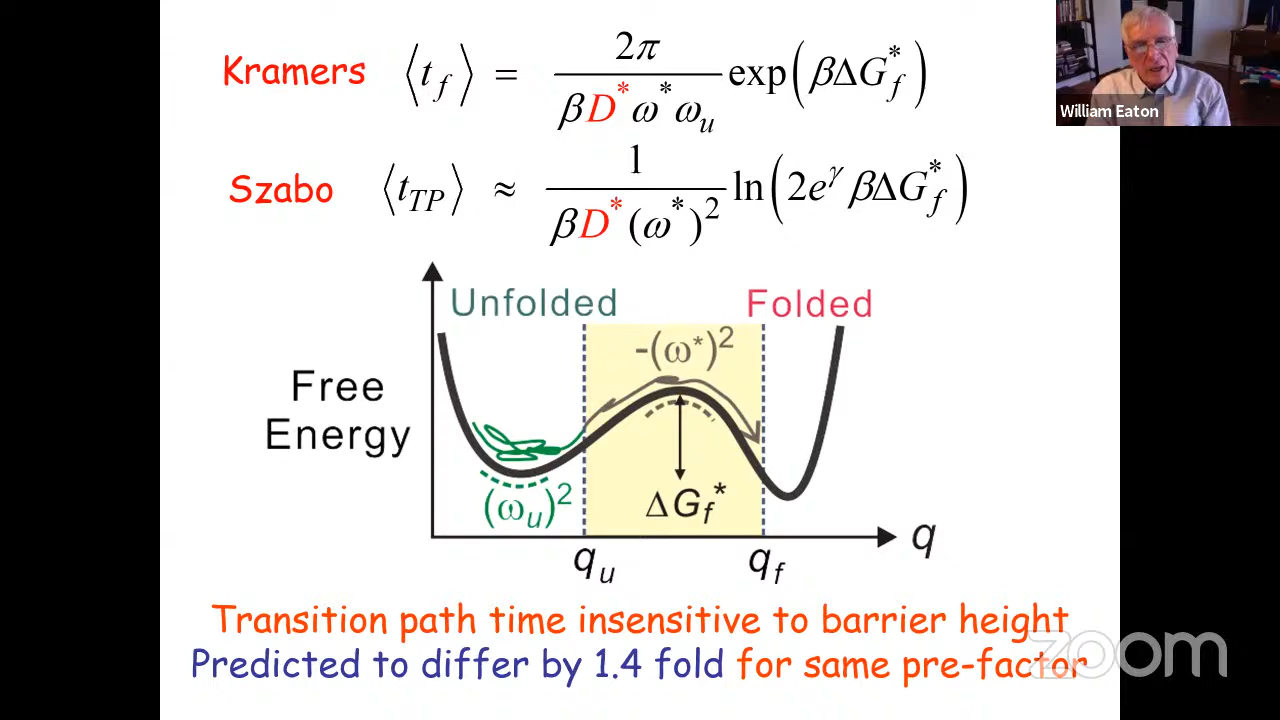 Kramers ⟨t_f⟩ = 2π / (βD*ω*ω_u) exp(βΔG_f*)
William Eaton
Szabo ⟨t_TP⟩ ≈ 1 / (βD*(ω*)²) ln(2e^γ βΔG_f*)
Unfolded
Folded
-(ω*)²
Free
Energy
(ω_u)²
ΔG_f*
q
q_u
q_f
Transition path time insensitive to barrier height
Predicted to differ by 1.4 fold for same pre-factor
zoom